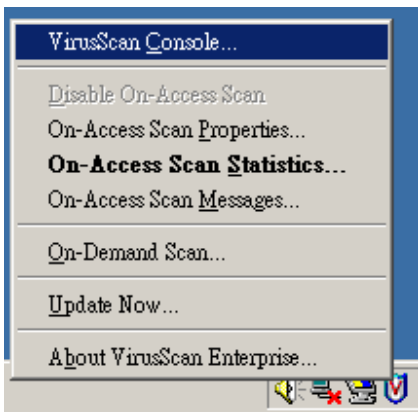 VirusScan Console...
Disable On-Access Scan
On-Access Scan Properties...
On-Access Scan Statistics...
On-Access Scan Messages...
On-Demand Scan...
Update Now...
About VirusScan Enterprise...